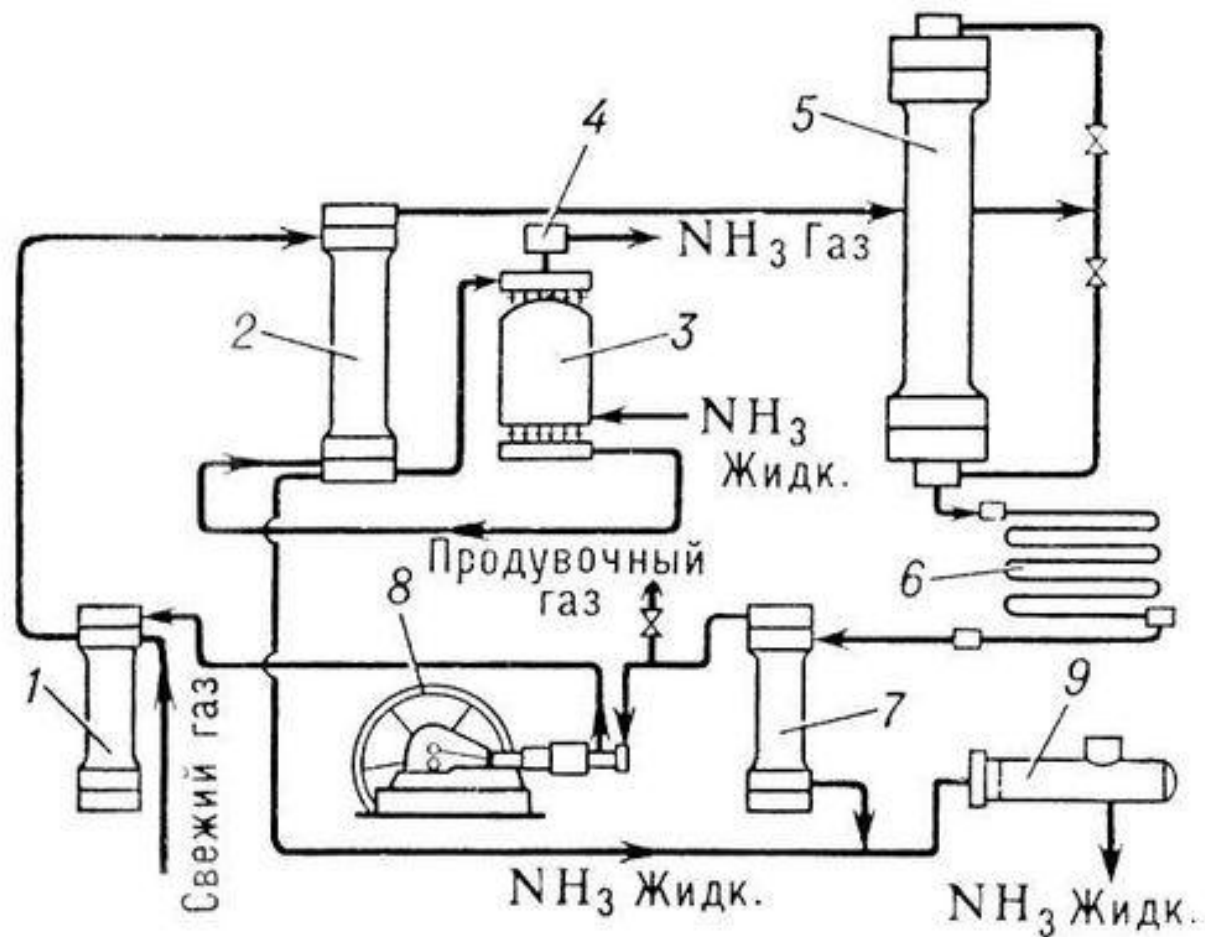 4
5
NH₃ Газ
2
3
NH₃
Жидк.
Продувочный
газ
6
8
1
Свежий газ
7
9
NH₃ Жидк.
NH₃ Жидк.